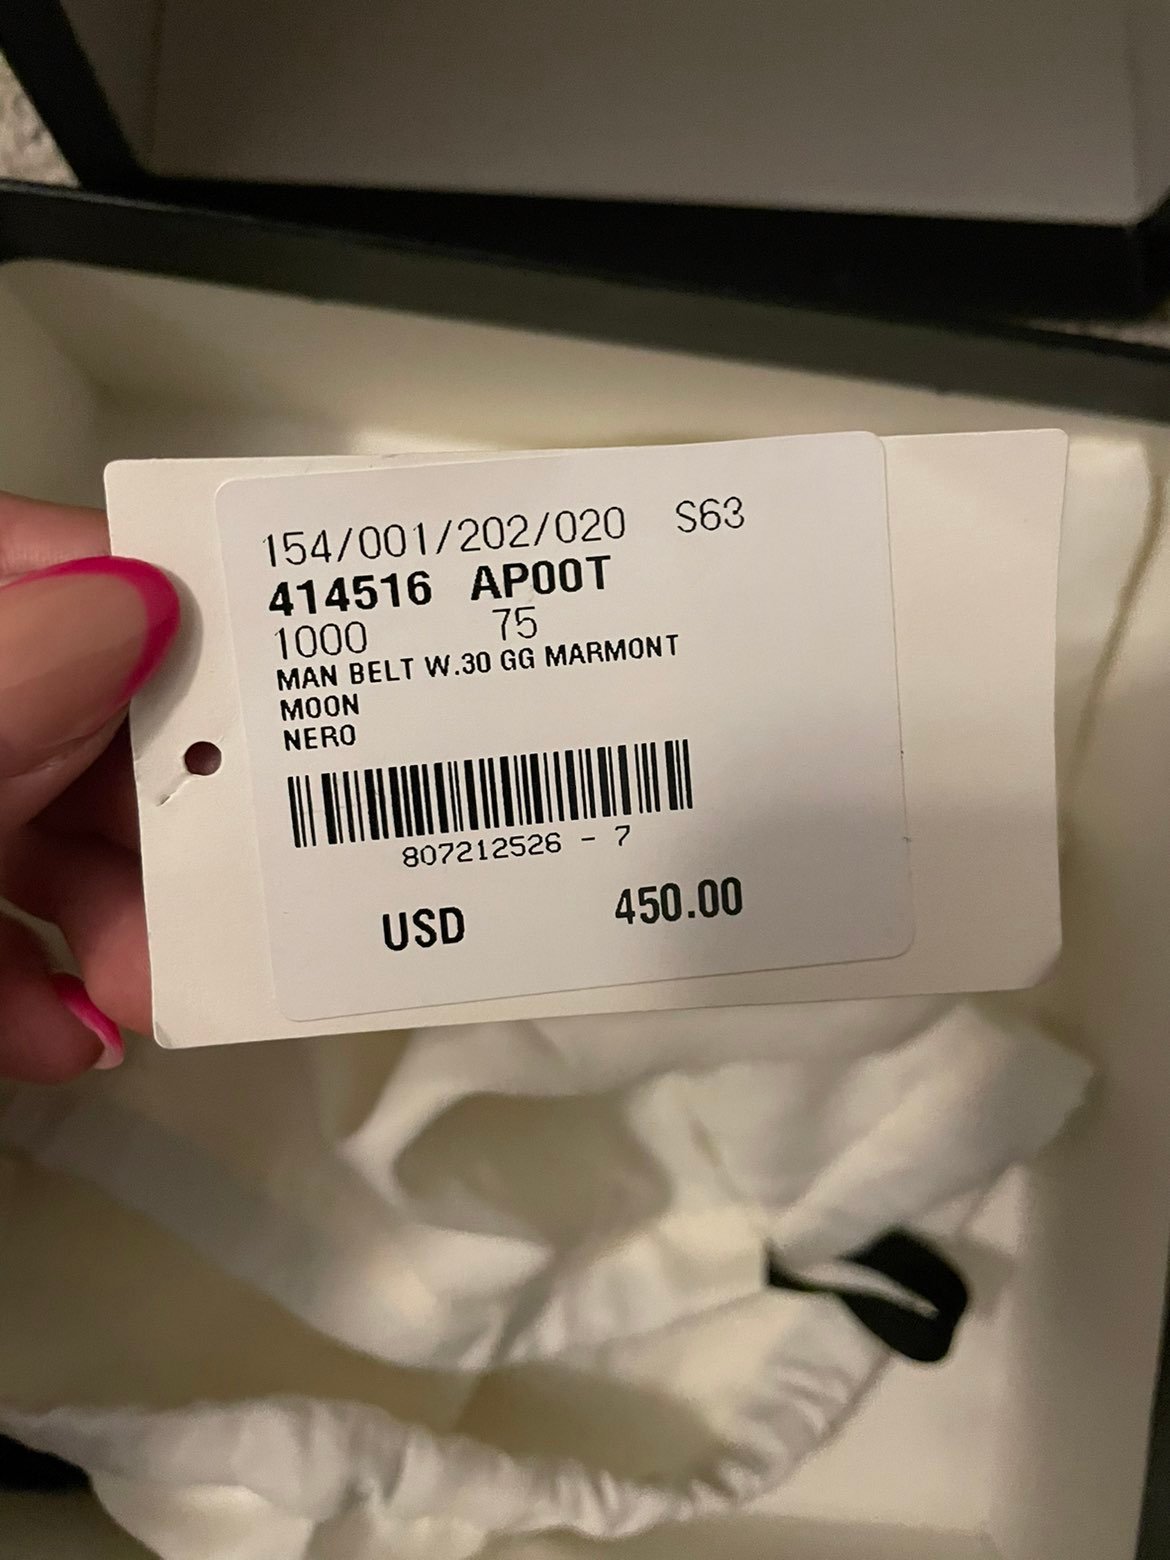 154/001/202/020 S63
414516 AP00T
1000 75
MAN BELT W.30 GG MARMONT
MOON
NERO
807212526 - 7
USD 450.00